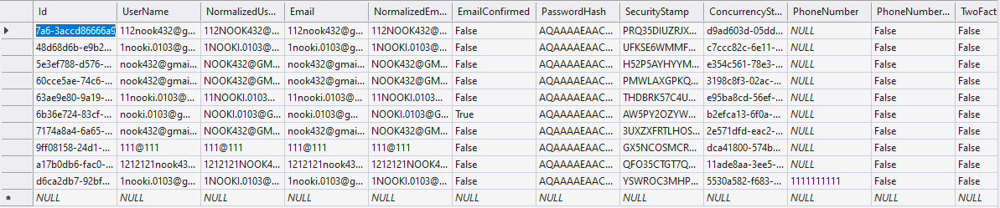 Id UserName NormalizedUs... Email NormalizedEm... EmailConfirmed PasswordHash SecurityStamp ConcurrencySt... PhoneNumber PhoneNumber... TwoFact
7a6-3accd86666a9 112nook432@g... 112NOOK432@... 112nook432@g... 112NOOK432@... False AQAAAAEAAC... PRQ35DIUZRJX... d9ad603d-05dd... NULL False False
48d68d6b-e9b2... 1nooki.0103@g... 1NOOKI.0103@... 1nooki.0103@g... 1NOOKI.0103@... False AQAAAAEAAC... UFKSE6WMMF... c7ccc82c-6e11-... NULL False False
5e3ef788-d576-... nook432@gmai... NOOK432@GM... nook432@gmai... NOOK432@GM... False AQAAAAEAAC... H52P5AYHYYM... e354c561-78e3-... NULL False False
60cce5ae-74c6-... nook432@gmai... NOOK432@GM... nook432@gmai... NOOK432@GM... False AQAAAAEAAC... PMWLAXGPKQ... 3198c8f3-02ac-... NULL False False
63ae9e80-9a19-... 11nooki.0103@... 11NOOKI.0103... 11nooki.0103@... 11NOOKI.0103... False AQAAAAEAAC... THDBRK57C4U... e95ba8cd-56ef-... NULL False False
6b36e724-83cf-... nooki.0103@g... NOOKI.0103@G... nooki.0103@g... NOOKI.0103@G... True AQAAAAEAAC... AW5PY2OZYW... b2efca13-6f0a-... NULL False False
7174a8a4-6a65-... nook432@gmai... NOOK432@GM... nook432@gmai... NOOK432@GM... False AQAAAAEAAC... 3UXZXFRTLHOS... 2e571dfd-eac2-... NULL False False
9ff08158-24d1-... 111@111 111@111 111@111 111@111 False AQAAAAEAAC... GX5NCOSMCR... dca41800-574b... NULL False False
a17b0db6-fac0-... 1212121nook43... 1212121NOOK4... 1212121nook43... 1212121NOOK4... False AQAAAAEAAC... QFO35CTGT7Q... 11ade8aa-3ee5-... NULL False False
d6ca2db7-92bf... 1nooki.0103@g... 1NOOKI.0103@... 1nooki.0103@g... 1NOOKI.0103@... False AQAAAAEAAC... YSWROC3MHP... 5530a582-f683-... 1111111111 False False
NULL NULL NULL NULL NULL NULL NULL NULL NULL NULL NULL NULL